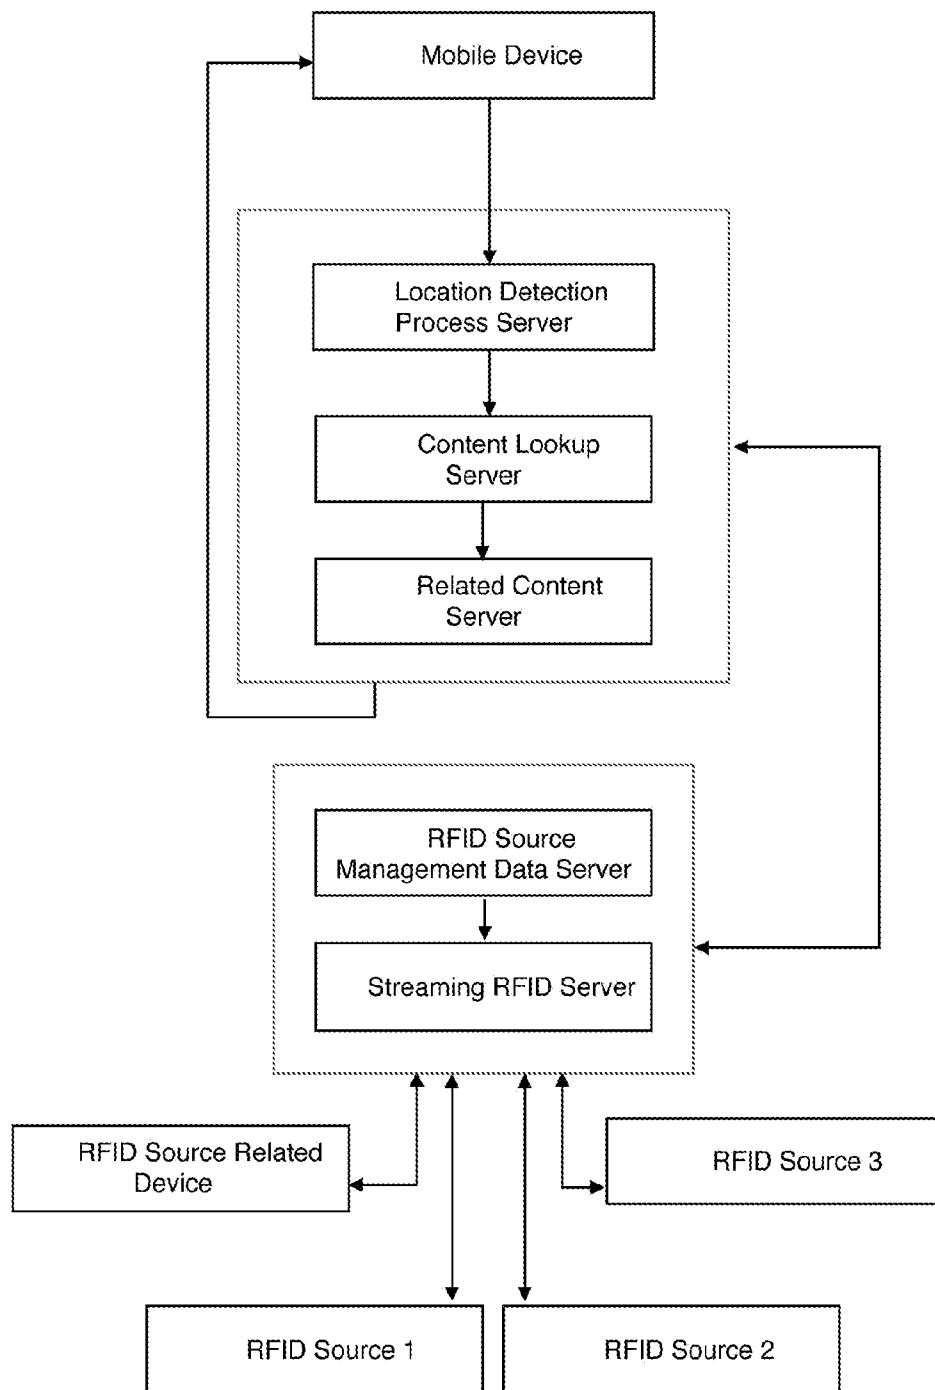 Mobile Device
Location Detection
Process Server
Content Lookup
Server
Related Content
Server
RFID Source
Management Data Server
Streaming RFID Server
RFID Source Related
Device
RFID Source 3
RFID Source 1
RFID Source 2